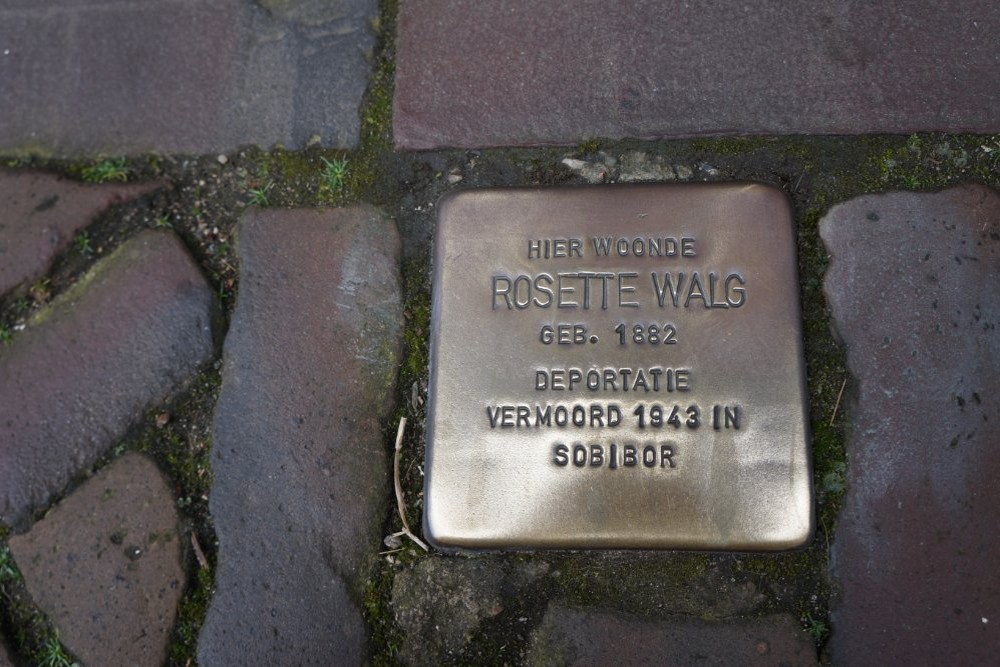 HIER WOONDE
ROSETTE WALG
GEB. 1882
DEPORTATIE
VERMOORD 1943 IN
SOBIBOR